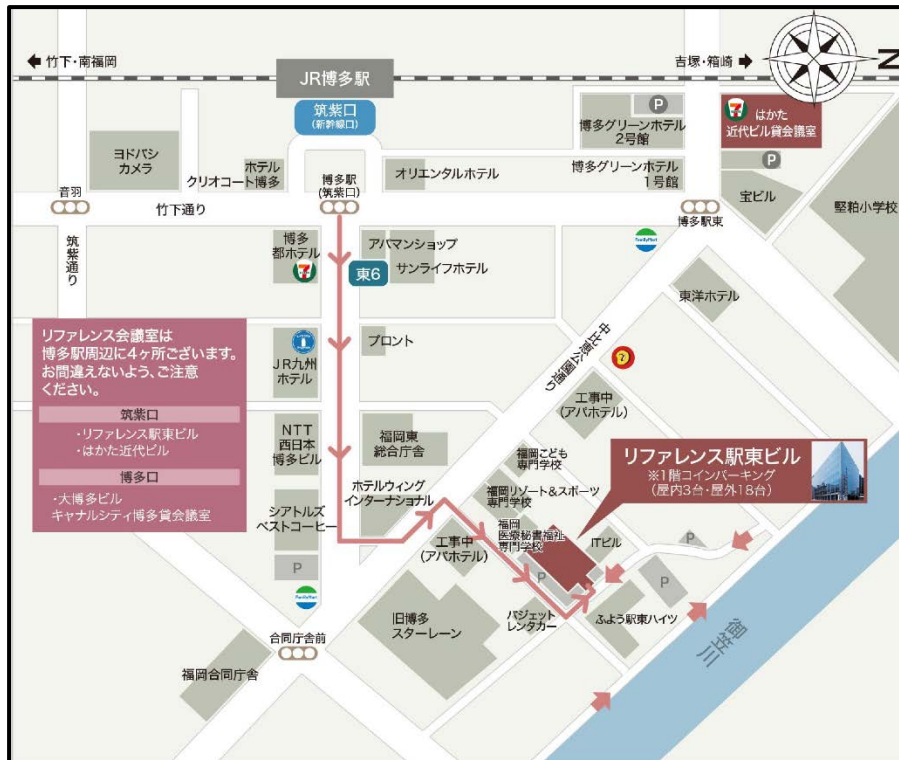 竹下・南福岡
JR博多駅
筑紫口
(新幹線口)
吉塚・箱崎
N
P
博多グリーンホテル
2号館
はかた
近代ビル貸会議室
P
ヨドバシ
カメラ
ホテル
クリオコート博多
博多駅
(筑紫口)
オリエンタルホテル
博多グリーンホテル
1号館
宝ビル
堅粕小学校
音羽
竹下通り
博多駅東
筑紫通り
博多
都ホテル
アパマンショップ
東6
サンライフホテル
FamilyMart
東洋ホテル
リファレンス会議室は
博多駅周辺に4ヶ所ございます。
お間違えないよう、ご注意
ください。
筑紫口
・リファレンス駅東ビル
・はかた近代ビル
博多口
・大博多ビル
キャナルシティ博多貸会議室
JR九州
ホテル
プロント
中比恵公園通り
工事中
(アパホテル)
NTT
西日本
博多ビル
福岡東
総合庁舎
福岡こども
専門学校
リファレンス駅東ビル
※1階コインパーキング
(屋内3台・屋外18台)
シアトルズ
ベストコーヒー
ホテルウィング
インターナショナル
福岡リゾート&スポーツ
専門学校
福岡
医療秘書福祉
専門学校
ITビル
P
P
工事中
(アパホテル)
P
P
FamilyMart
旧博多
スターレーン
バジェット
レンタカー
ふよう駅東ハイツ
御笠川
合同庁舎前
福岡合同庁舎